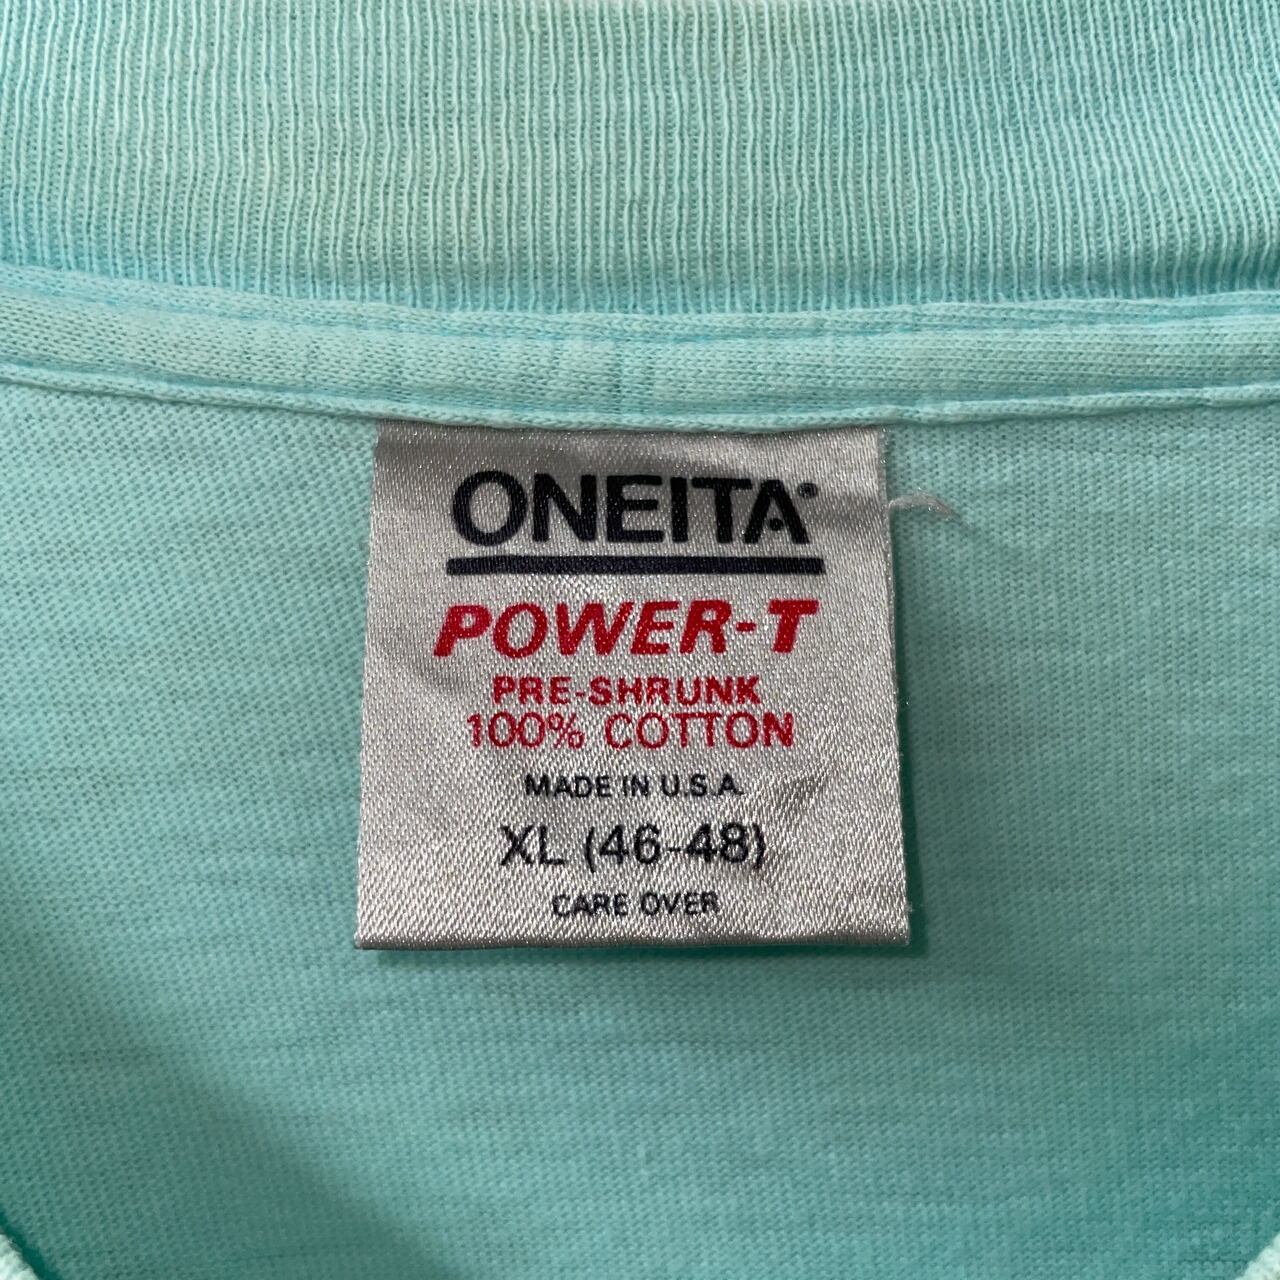 ONEITA®
POWER-T
PRE-SHRUNK
100% COTTON
MADE IN U.S.A.
XL (46-48)
CARE OVER